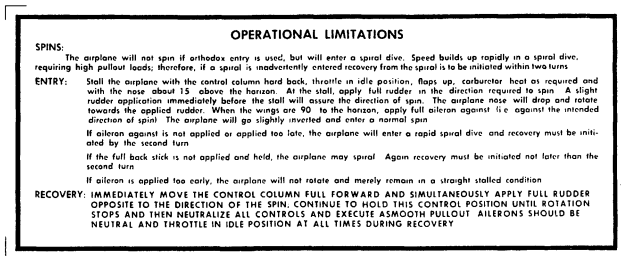 OPERATIONAL LIMITATIONS
SPINS:
The airplane will not spin if orthodox entry is used, but will enter a spiral dive. Speed builds up rapidly in a spiral dive,
requiring high pullout loads; therefore, if a spiral is inadvertently entered recovery from the spiral is to be initiated within two turns
ENTRY: Stall the airplane with the control column hard back, throttle in idle position, flaps up, carburetor heat as required and
with the nose about 15 above the horizon. At the stall, apply full rudder in the direction required to spin A slight
rudder application immediately before the stall will assure the direction of spin. The airplane nose will drop and rotate
towards the applied rudder. When the wings are 90 to the horizon, apply full aileron against (i e against the intended
direction of spin) The airplane will go slightly inverted and enter a normal spin
If aileron against is not applied or applied too late, the airplane will enter a rapid spiral dive and recovery must be initi-
ated by the second turn
If the full back stick is not applied and held, the airplane may spiral Again recovery must be initiated not later than the
second turn
If aileron is applied too early, the airplane will not rotate and merely remain in a straight stalled condition
RECOVERY: IMMEDIATELY MOVE THE CONTROL COLUMN FULL FORWARD AND SIMULTANEOUSLY APPLY FULL RUDDER
OPPOSITE TO THE DIRECTION OF THE SPIN, CONTINUE TO HOLD THIS CONTROL POSITION UNTIL ROTATION
STOPS AND THEN NEUTRALIZE ALL CONTROLS AND EXECUTE ASMOOTH PULLOUT AILERONS SHOULD BE
NEUTRAL AND THROTTLE IN IDLE POSITION AT ALL TIMES DURING RECOVERY